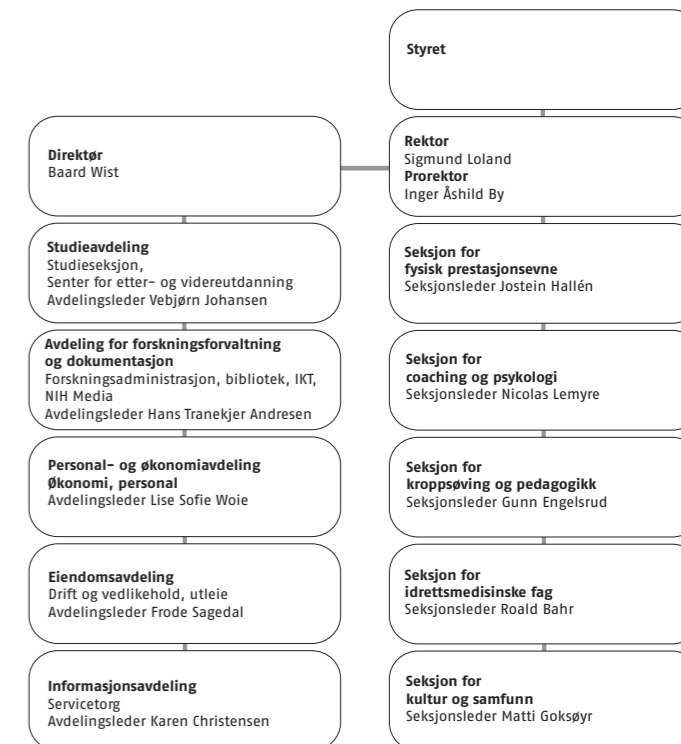 Styret
Direktør
Baard Wist
Rektor
Sigmund Loland
Prorektor
Inger Åshild By
Studieavdeling
Studieseksjon,
Senter for etter- og videreutdanning
Avdelingsleder Vebjørn Johansen
Avdeling for forskningsforvaltning
og dokumentasjon
Forskningsadministrasjon, bibliotek, IKT,
NIH Media
Avdelingsleder Hans Tranekjer Andresen
Personal- og økonomiavdeling
Økonomi, personal
Avdelingsleder Lise Sofie Woie
Eiendomsavdeling
Drift og vedlikehold, utleie
Avdelingsleder Frode Sagedal
Informasjonsavdeling
Servicetorg
Avdelingsleder Karen Christensen
Seksjon for
fysisk prestasjonsevne
Seksjonsleder Jostein Hallén
Seksjon for
coaching og psykologi
Seksjonsleder Nicolas Lemyre
Seksjon for
kroppsøving og pedagogikk
Seksjonsleder Gunn Engelsrud
Seksjon for
idrettsmedisinske fag
Seksjonsleder Roald Bahr
Seksjon for
kultur og samfunn
Seksjonsleder Matti Goksøyr